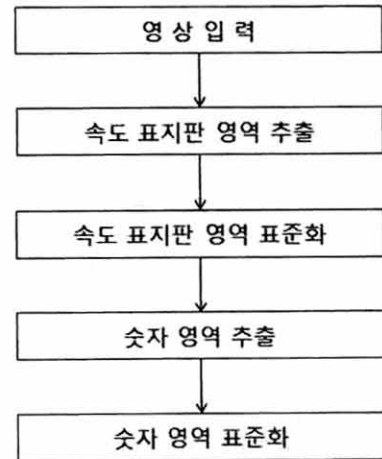 영 상 입 력
속도 표지판 영역 추출
속도 표지판 영역 표준화
숫자 영역 추출
숫자 영역 표준화